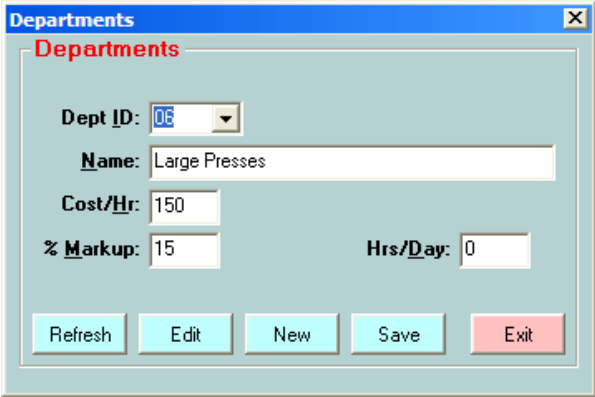 Departments
Departments
Dept ID: 06
Name: Large Presses
Cost/Hr: 150
% Markup: 15 Hrs/Day: 0
Refresh Edit New Save Exit